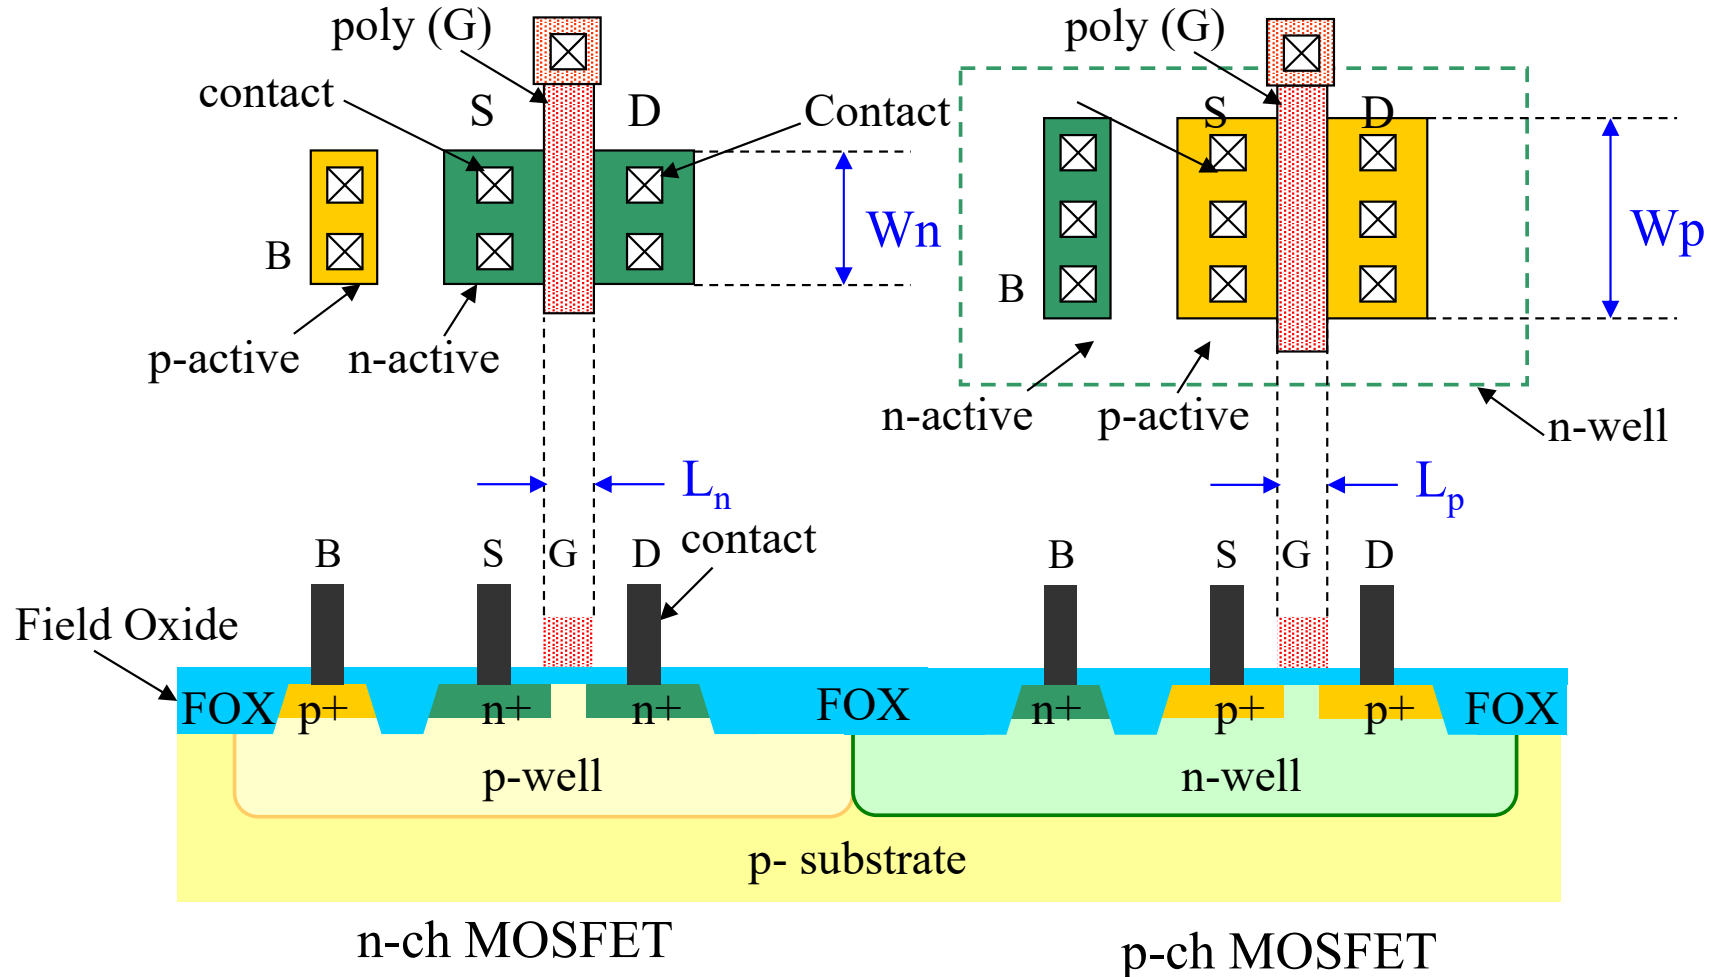 poly (G)
poly (G)
contact
S
D
Contact
S
D
Wn
Wp
B
B
p-active
n-active
n-active
p-active
n-well
Ln
Lp
contact
B
S
G
D
B
S
G
D
Field Oxide
FOX
p+
n+
n+
FOX
n+
p+
p+
FOX
p-well
n-well
p- substrate
n-ch MOSFET
p-ch MOSFET